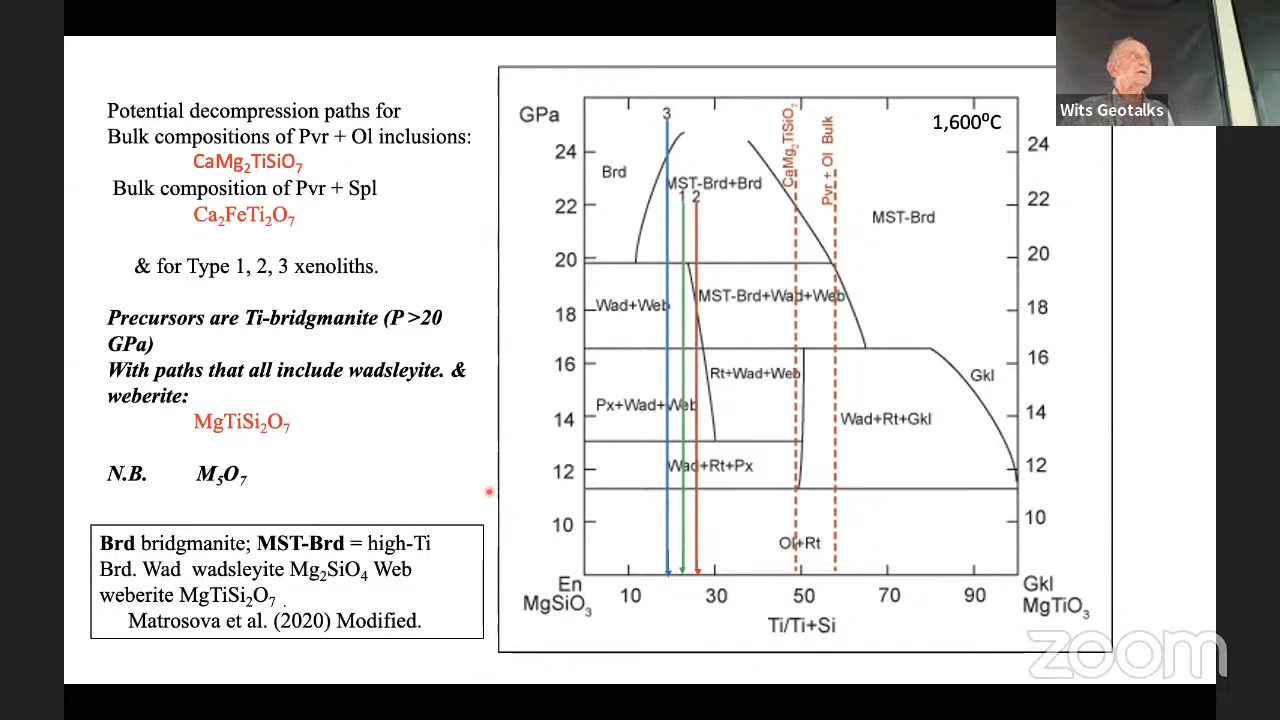 Potential decompression paths for
Bulk compositions of Pvr + Ol inclusions:
CaMg₂TiSiO₇
Bulk composition of Pvr + Spl
Ca₂FeTi₂O₇
& for Type 1, 2, 3 xenoliths.
Precursors are Ti-bridgmanite (P >20
GPa)
With paths that all include wadsleyite. &
weberite:
MgTiSi₂O₇
N.B. M₅O₇
Brd bridgmanite; MST-Brd = high-Ti
Brd. Wad wadsleyite Mg₂SiO₄ Web
weberite MgTiSi₂O₇ .
Matrosova et al. (2020) Modified.
GPa
3
CaMg₂TiSiO₇
Pvr + Ol Bulk
1,600⁰C
24
24
Brd
MST-Brd+Brd
1
2
22
22
MST-Brd
20
20
Wad+Web
MST-Brd+Wad+Web
18
18
16
16
Rt+Wad+Web
Gkl
Px+Wad+Web
14
Wad+Rt+Gkl
14
12
Wad+Rt+Px
12
10
10
Ol+Rt
En
MgSiO₃
10
30
50
70
90
Gkl
MgTiO₃
Ti/Ti+Si
Wits Geotalks
zoom